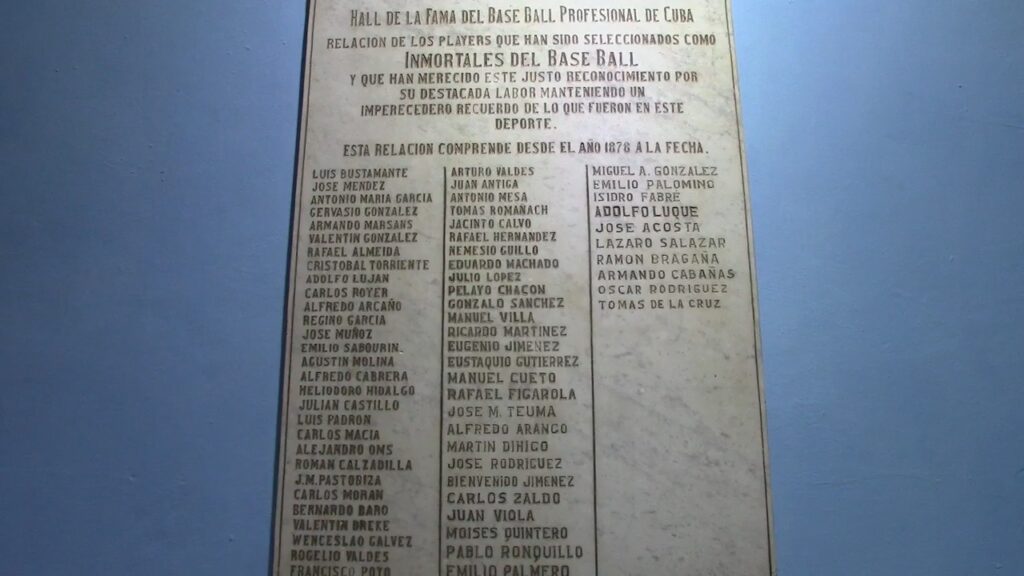 HALL DE LA FAMA DEL BASE BALL PROFESIONAL DE CUBA
RELACION DE LOS PLAYERS QUE HAN SIDO SELECCIONADOS COMO
INMORTALES DEL BASE BALL
Y QUE HAN MERECIDO ESTE JUSTO RECONOCIMIENTO POR
SU DESTACADA LABOR MANTENIENDO UN
IMPERECEDERO RECUERDO DE LO QUE FUERON EN ESTE
DEPORTE.
ESTA RELACION COMPRENDE DESDE EL AÑO 1878 A LA FECHA.
LUIS BUSTAMANTE
JOSE MENDEZ
ANTONIO MARIA GARCIA
GERVASIO GONZALEZ
ARMANDO MARSANS
VALENTIN GONZALEZ
RAFAEL ALMEIDA
CRISTOBAL TORRIENTE
ADOLFO LUJAN
CARLOS ROYER
ALFREDO ARCAÑO
REGINO GARCIA
JOSE MUÑOZ
EMILIO SABOURIN.
AGUSTIN MOLINA
ALFREDO CABRERA
HELIODORO HIDALGO
JULIAN CASTILLO
LUIS PADRON
CARLOS MACIA
ALEJANDRO OMS
ROMAN CALZADILLA
J.M. PASTORIZA
CARLOS MORAN
BERNARDO BARO
VALENTIN DREKE
WENCESLAO GALVEZ
ROGELIO VALDES
FRANCISCO POYO
ARTURO VALDES
JUAN ANTIGA
ANTONIO MESA
TOMAS ROMAÑACH
JACINTO CALVO
RAFAEL HERNANDEZ
NEMESIO GUILLO
EDUARDO MACHADO
JULIO LOPEZ
PELAYO CHACON
GONZALO SANCHEZ
MANUEL VILLA
RICARDO MARTINEZ
EUGENIO JIMENEZ
EUSTAQUIO GUTIERREZ
MANUEL CUETO
RAFAEL FIGAROLA
JOSE M. TEUMA
ALFREDO ARANGO
MARTIN DIHIGO
JOSE RODRIGUEZ
BIENVENIDO JIMENEZ
CARLOS ZALDO
JUAN VIOLA
MOISES QUINTERO
PABLO RONQUILLO
EMILIO PALMERO
MIGUEL A. GONZALEZ
EMILIO PALOMINO
ISIDRO FABRE
ADOLFO LUQUE
JOSE ACOSTA
LAZARO SALAZAR
RAMON BRAGAÑA
ARMANDO CABAÑAS
OSCAR RODRIGUEZ
TOMAS DE LA CRUZ